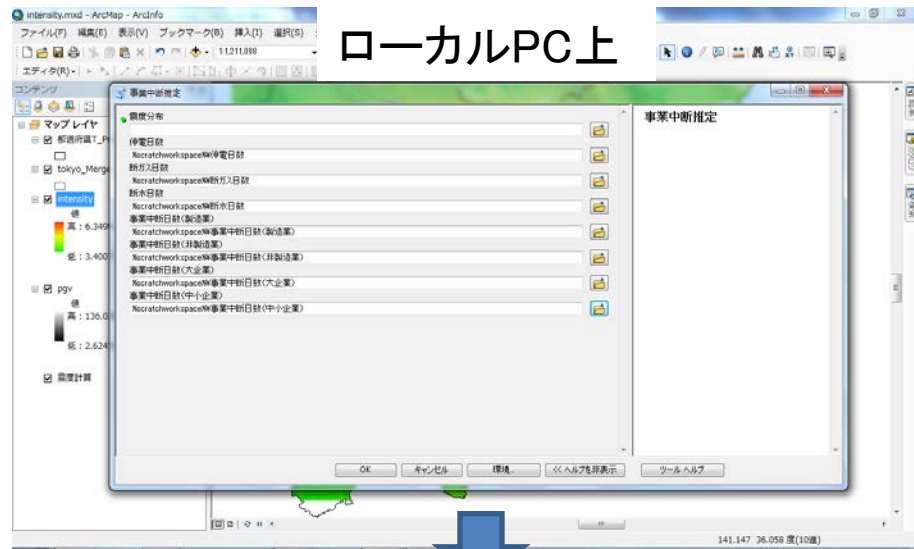 intensity.mxd - ArcMap - ArcInfo
ファイル(F) 編集(E) 表示(V) ブックマーク(B) 挿入(I) 選択(S)
ローカルPC上
エディタ(R)
コンテンツ
マップ レイヤ
tokyo_Merge
intensity
値
高 : 6.349
低 : 3.400
pgv
値
高 : 136.0
低 : 2.624
震度計算
事業中断推定
震度分布
停電日数
%scratchworkspace%¥停電日数
断ガス日数
%scratchworkspace%¥断ガス日数
断水日数
%scratchworkspace%¥断水日数
事業中断日数(製造業)
%scratchworkspace%¥事業中断日数(製造業)
事業中断日数(非製造業)
%scratchworkspace%¥事業中断日数(非製造業)
事業中断日数(大企業)
%scratchworkspace%¥事業中断日数(大企業)
事業中断日数(中小企業)
%scratchworkspace%¥事業中断日数(中小企業)
事業中断推定
OK キャンセル 環境... << ヘルプを非表示 ツール ヘルプ
141.147 36.058 度(10進)